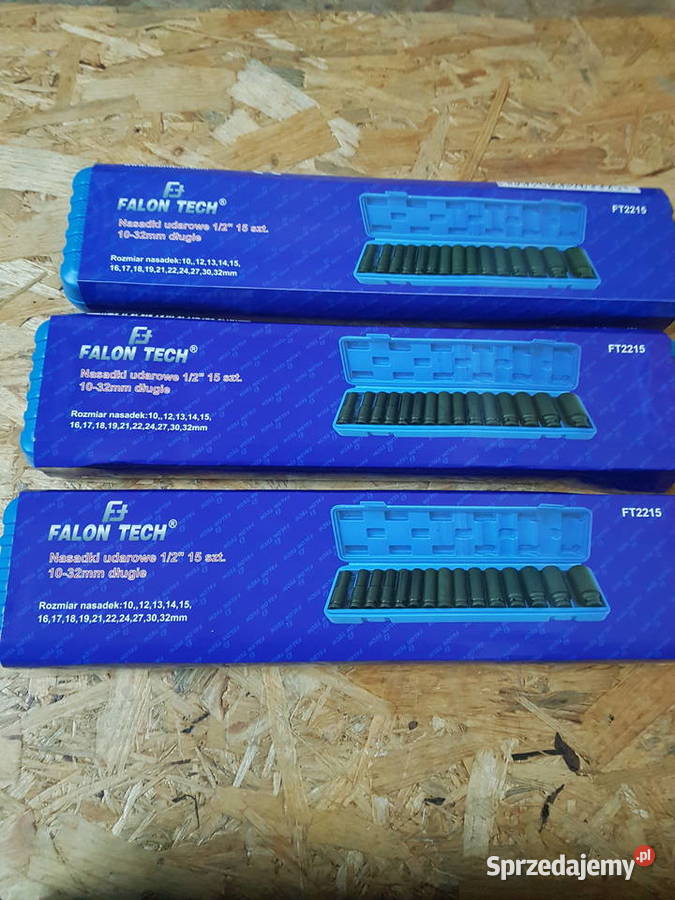 FALON TECH®
FT2215
Nasadki udarowe 1/2" 15 szt.
10-32mm długie
Rozmiar nasadek:10,,12,13,14,15,
16,17,18,19,21,22,24,27,30,32mm
FALON TECH®
FT2215
Nasadki udarowe 1/2" 15 szt.
10-32mm długie
Rozmiar nasadek:10,,12,13,14,15,
16,17,18,19,21,22,24,27,30,32mm
FALON TECH®
FT2215
Nasadki udarowe 1/2" 15 szt.
10-32mm długie
Rozmiar nasadek:10,,12,13,14,15,
16,17,18,19,21,22,24,27,30,32mm
Sprzedajemy.pl